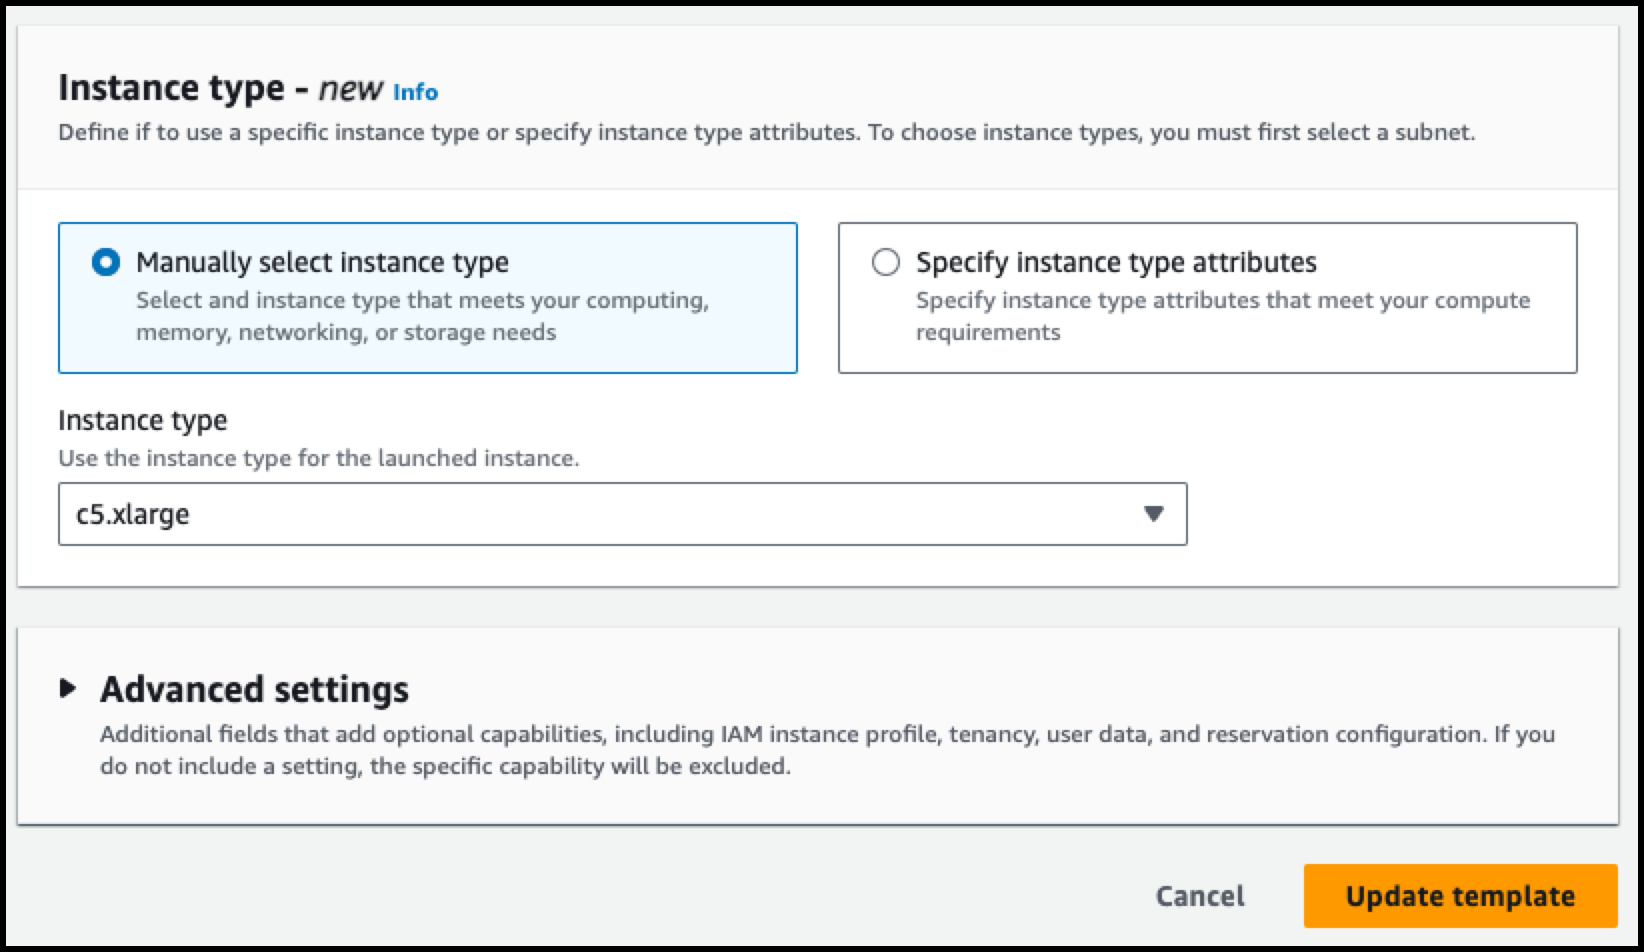 Instance type - new Info
Define if to use a specific instance type or specify instance type attributes. To choose instance types, you must first select a subnet.
Manually select instance type
Select and instance type that meets your computing,
memory, networking, or storage needs
Specify instance type attributes
Specify instance type attributes that meet your compute
requirements
Instance type
Use the instance type for the launched instance.
c5.xlarge
Advanced settings
Additional fields that add optional capabilities, including IAM instance profile, tenancy, user data, and reservation configuration. If you
do not include a setting, the specific capability will be excluded.
Cancel
Update template